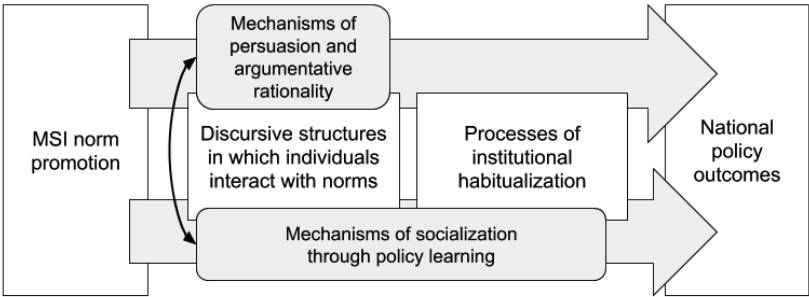 MSI norm
promotion
Mechanisms of
persuasion and
argumentative
rationality
Discursive structures
in which individuals
interact with norms
Processes of
institutional
habitualization
Mechanisms of socialization
through policy learning
National
policy
outcomes